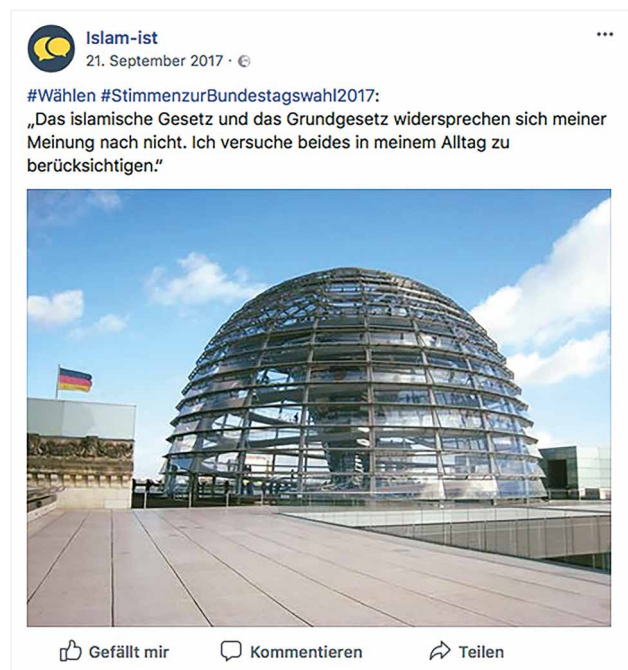 Islam-ist
21. September 2017 ·
#Wählen #StimmenzurBundestagswahl2017:
„Das islamische Gesetz und das Grundgesetz widersprechen sich meiner
Meinung nach nicht. Ich versuche beides in meinem Alltag zu
berücksichtigen.“
Gefällt mir
Kommentieren
Teilen